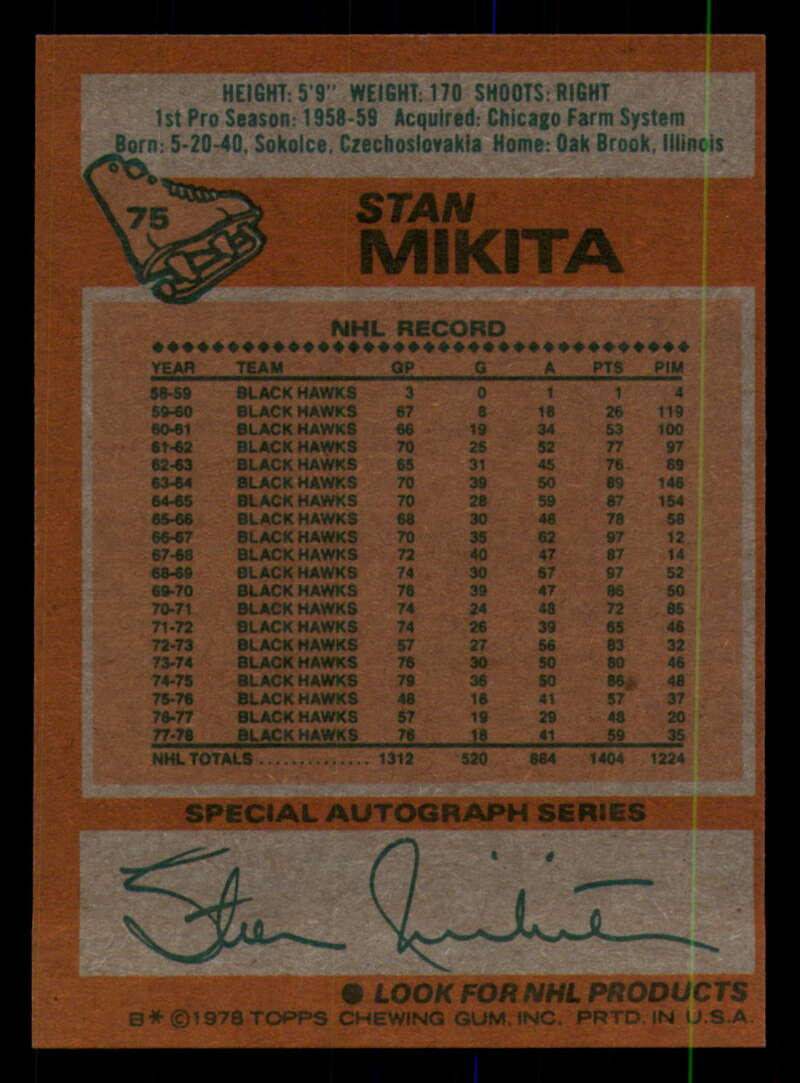 HEIGHT: 5'9" WEIGHT: 170 SHOOTS: RIGHT
1st Pro Season: 1958-59 Acquired: Chicago Farm System
Born: 5-20-40, Sokolce, Czechoslovakia Home: Oak Brook, Illinois
75
STAN
MIKITA
NHL RECORD
YEAR TEAM GP G A PTS PIM
58-59 BLACK HAWKS 3 0 1 1 4
59-60 BLACK HAWKS 67 8 18 26 119
60-61 BLACK HAWKS 66 19 34 53 100
61-62 BLACK HAWKS 70 25 52 77 97
62-63 BLACK HAWKS 65 31 45 76 69
63-64 BLACK HAWKS 70 39 50 89 146
64-65 BLACK HAWKS 70 28 59 87 154
65-66 BLACK HAWKS 68 30 48 78 58
66-67 BLACK HAWKS 70 35 62 97 12
67-68 BLACK HAWKS 72 40 47 87 14
68-69 BLACK HAWKS 74 30 67 97 52
69-70 BLACK HAWKS 76 39 47 86 50
70-71 BLACK HAWKS 74 24 48 72 85
71-72 BLACK HAWKS 74 26 39 65 46
72-73 BLACK HAWKS 57 27 56 83 32
73-74 BLACK HAWKS 76 30 50 80 46
74-75 BLACK HAWKS 79 36 50 86 48
75-76 BLACK HAWKS 48 16 41 57 37
76-77 BLACK HAWKS 57 19 29 48 20
77-78 BLACK HAWKS 76 18 41 59 35
NHL TOTALS .............. 1312 520 884 1404 1224
SPECIAL AUTOGRAPH SERIES
Stan Mikita
● LOOK FOR NHL PRODUCTS
B* ©1978 TOPPS CHEWING GUM, INC. PRTD. IN U.S.A.